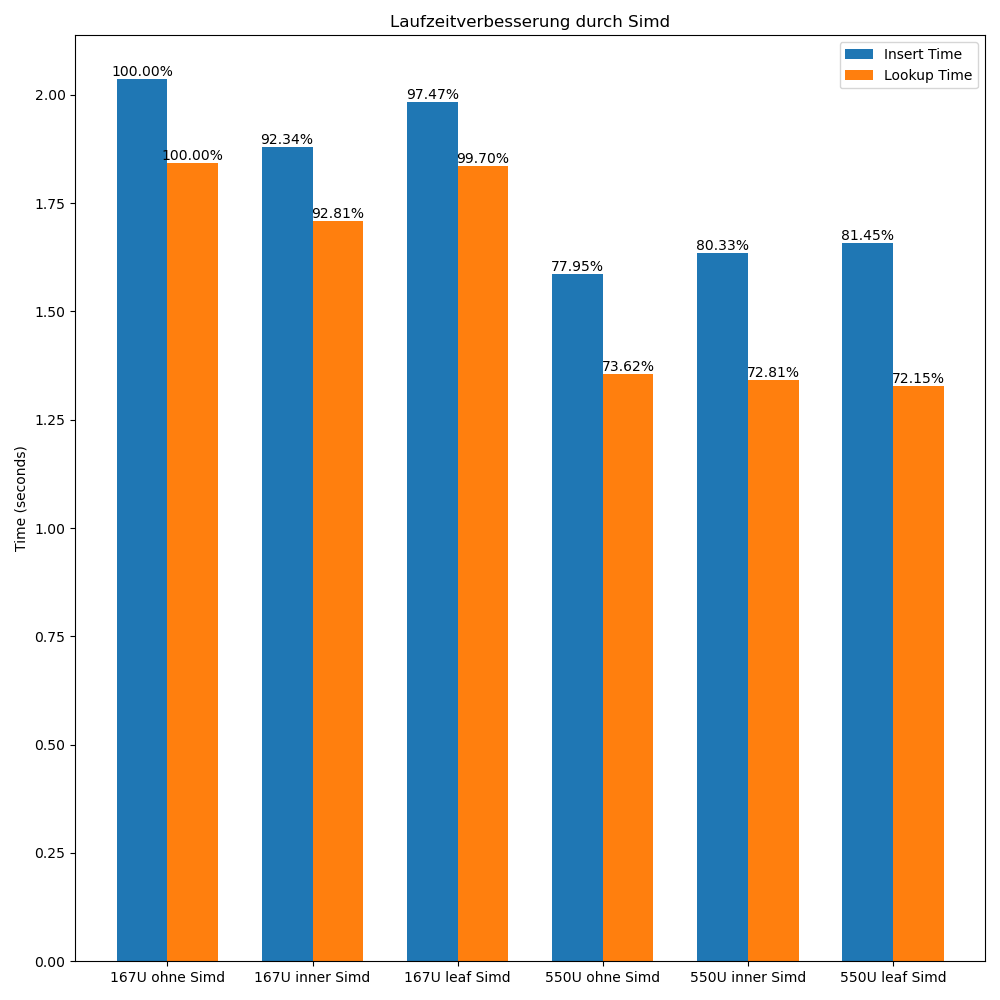 Laufzeitverbesserung durch Simd
Insert Time
Lookup Time
Time (seconds)
2.00
1.75
1.50
1.25
1.00
0.75
0.50
0.25
0.00
100.00%
100.00%
92.34%
92.81%
97.47%
99.70%
77.95%
73.62%
80.33%
72.81%
81.45%
72.15%
167U ohne Simd
167U inner Simd
167U leaf Simd
550U ohne Simd
550U inner Simd
550U leaf Simd